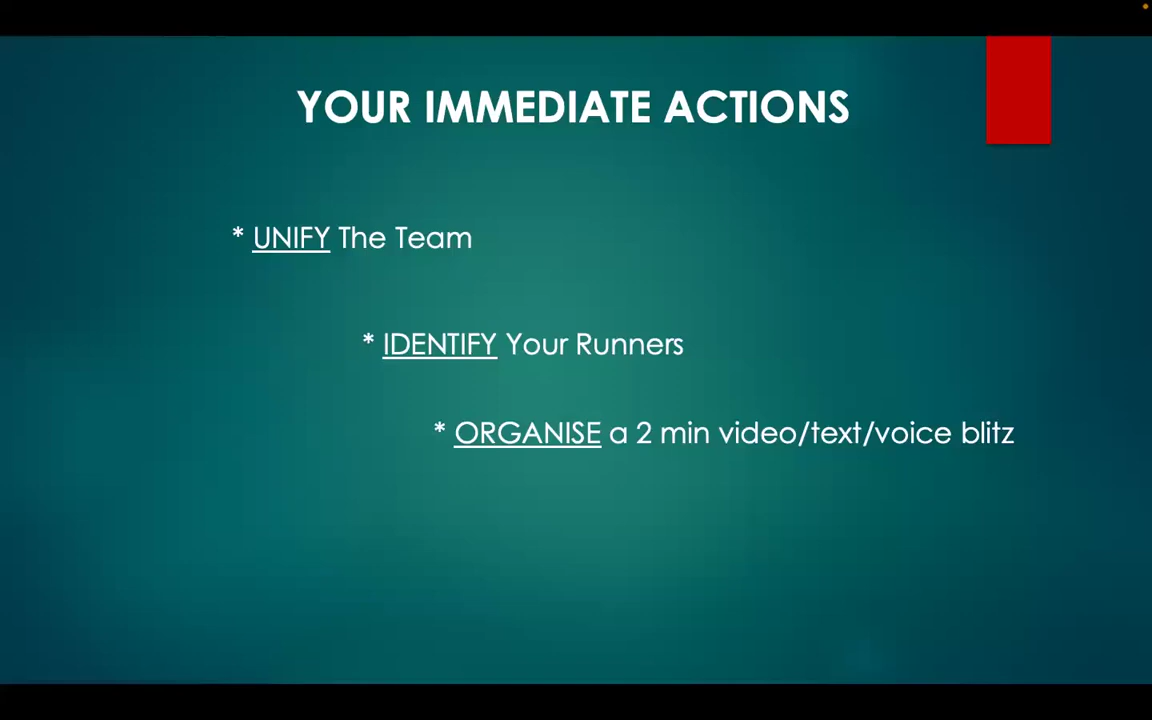 YOUR IMMEDIATE ACTIONS
* UNIFY The Team
* IDENTIFY Your Runners
* ORGANISE a 2 min video/text/voice blitz